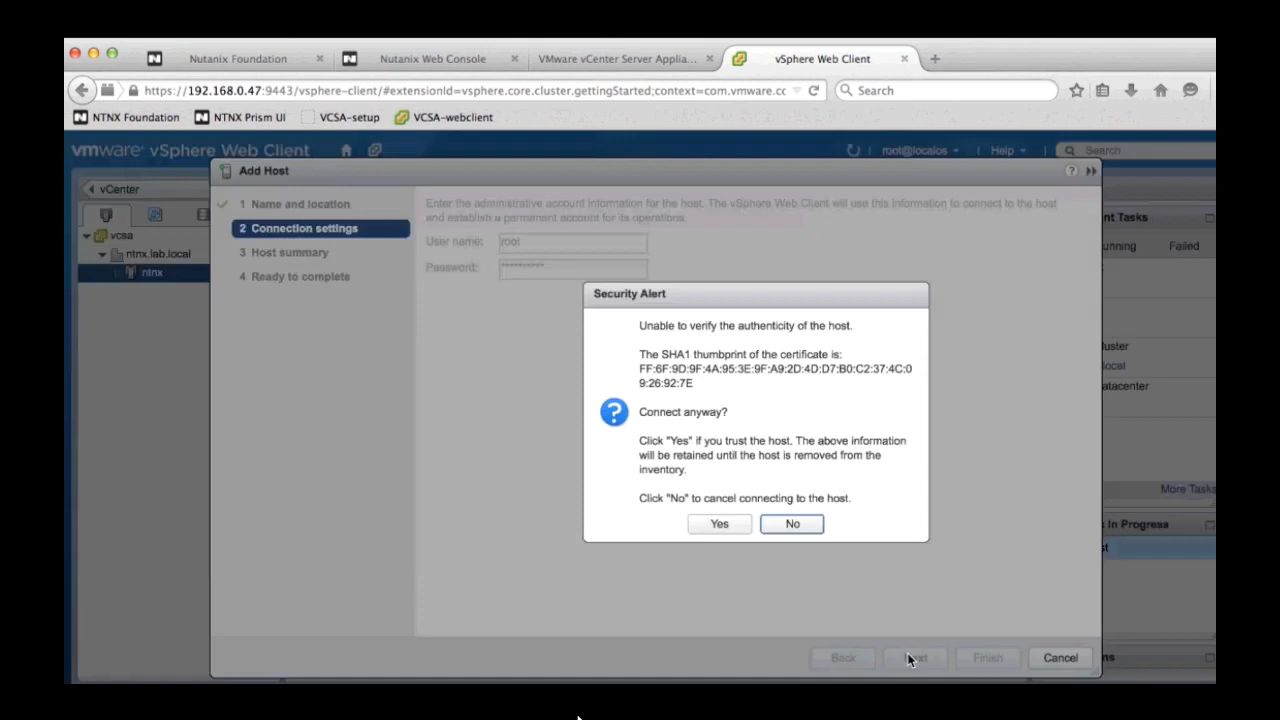 Nutanix Foundation
Nutanix Web Console
VMware vCenter Server Applia...
vSphere Web Client
https://192.168.0.47:9443/vsphere-client/#extensionId=vsphere.core.cluster.gettingStarted;context=com.vmware.cc
Search
NTNX Foundation
NTNX Prism UI
VCSA-setup
VCSA-webclient
vmware® vSphere Web Client
root@localos
Help
Search
Add Host
vCenter
vcsa
ntnx.lab.local
ntnx
1 Name and location
2 Connection settings
3 Host summary
4 Ready to complete
Enter the administrative account information for the host. The vSphere Web Client will use this information to connect to the host
and establish a permanent account for its operations.
User name: root
Password: **********
Security Alert
Unable to verify the authenticity of the host.
The SHA1 thumbprint of the certificate is:
FF:6F:9D:9F:4A:95:3E:9F:A9:2D:4D:D7:B0:C2:37:4C:0
9:26:92:7E
Connect anyway?
Click "Yes" if you trust the host. The above information
will be retained until the host is removed from the
inventory.
Click "No" to cancel connecting to the host.
Yes
No
Back
Next
Finish
Cancel
nt Tasks
unning
Failed
uster
local
atacenter
More Tasks
In Progress
st
ns